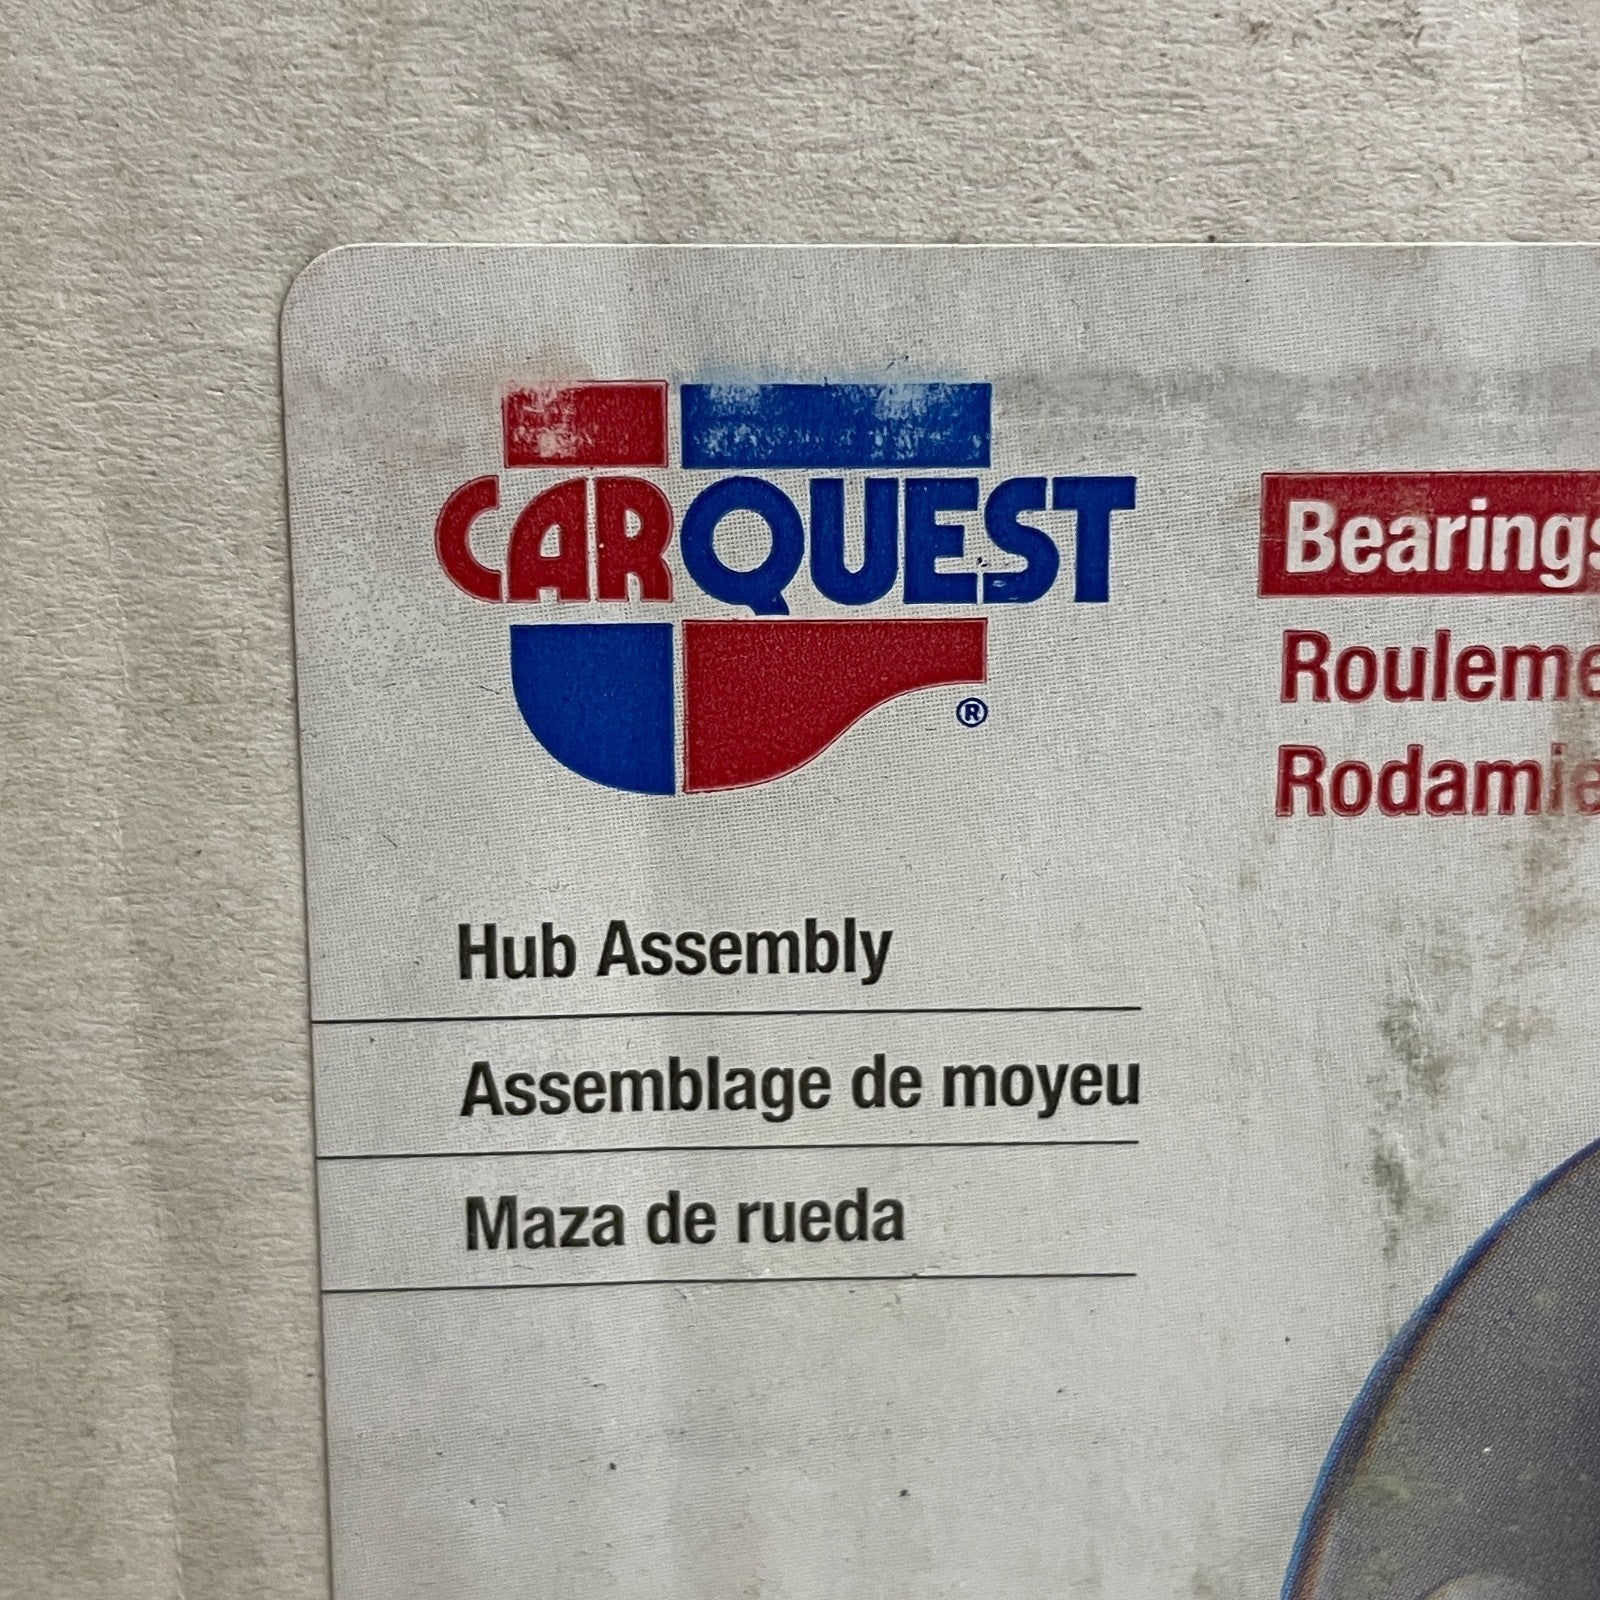 CARQUEST
®
Bearings
Hub Assembly
Assemblage de moyeu
Maza de rueda